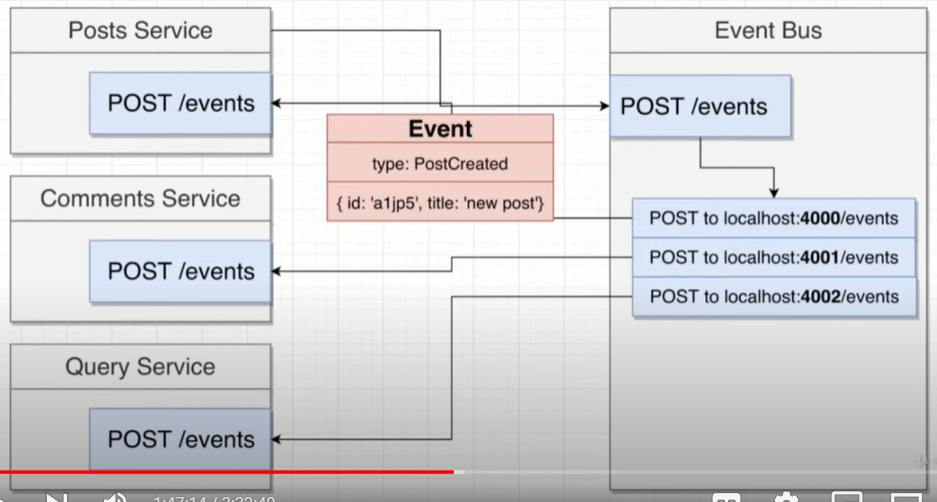 Posts Service
POST /events
Event Bus
POST /events
Event
type: PostCreated
{ id: 'a1jp5', title: 'new post'}
Comments Service
POST /events
POST to localhost:4000/events
POST to localhost:4001/events
POST to localhost:4002/events
Query Service
POST /events